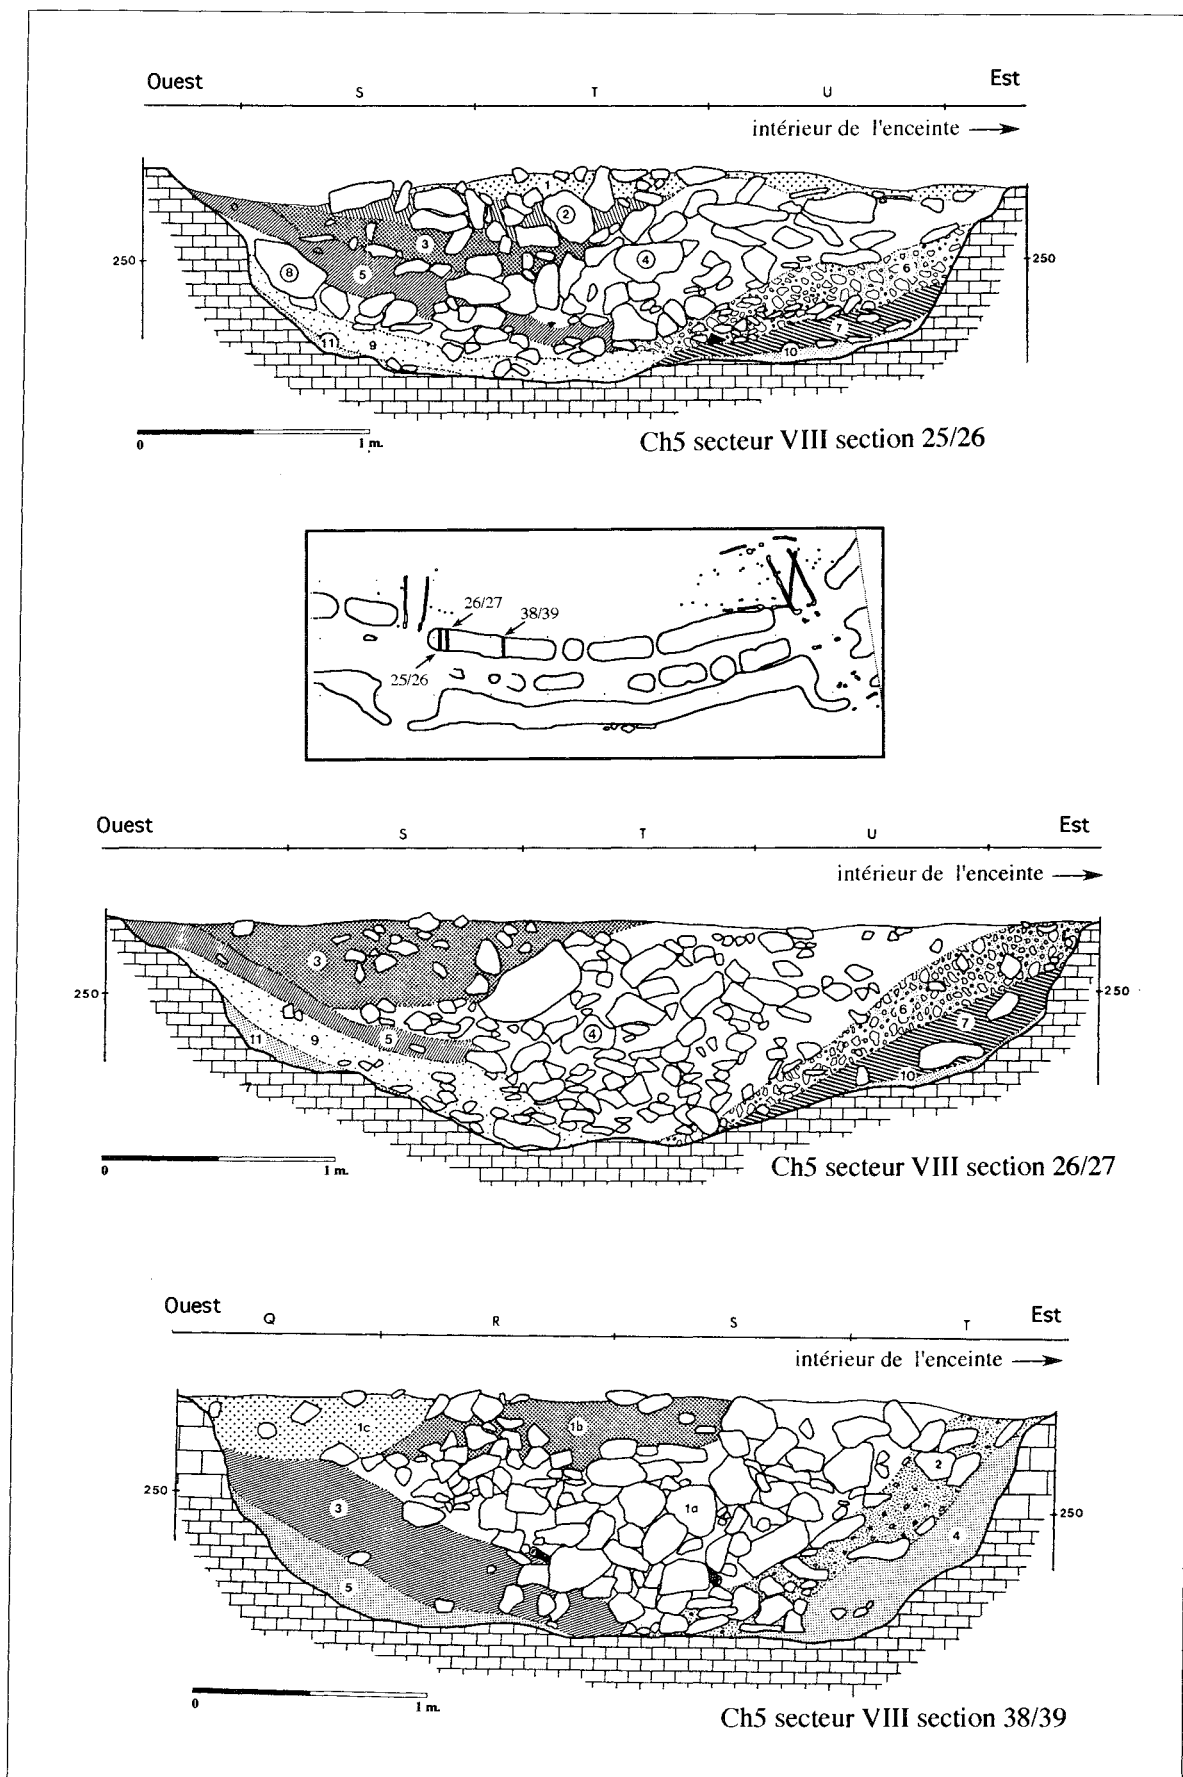 Ouest Est
S T U
intérieur de l'enceinte
1
2
3
4
250 250
8 5 6
7
11 9 10
0 1 m.
Ch5 secteur VIII section 25/26
26/27 38/39
25/26
Ouest Est
S T U
intérieur de l'enceinte
3
250 250
6
11 9 5 4 7
10
7
0 1 m.
Ch5 secteur VIII section 26/27
Ouest Est
Q R S T
intérieur de l'enceinte
1c 1b
2
250 250
3 1a
4
5
0 1 m.
Ch5 secteur VIII section 38/39